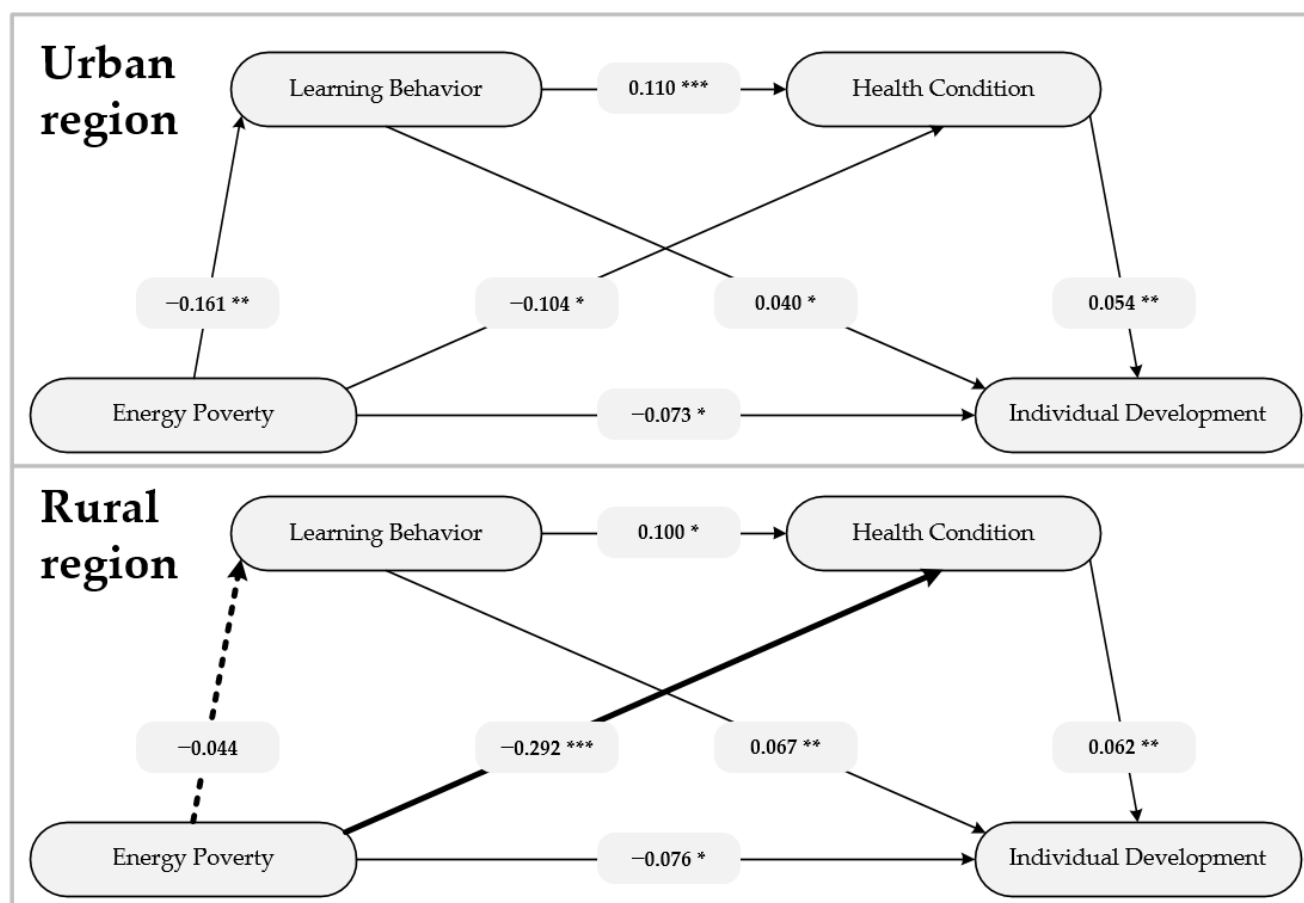 Urban
region
Learning Behavior
0.110 ***
Health Condition
−0.161 **
−0.104 *
0.040 *
0.054 **
Energy Poverty
−0.073 *
Individual Development
Rural
region
Learning Behavior
0.100 *
Health Condition
−0.044
−0.292 ***
0.067 **
0.062 **
Energy Poverty
−0.076 *
Individual Development